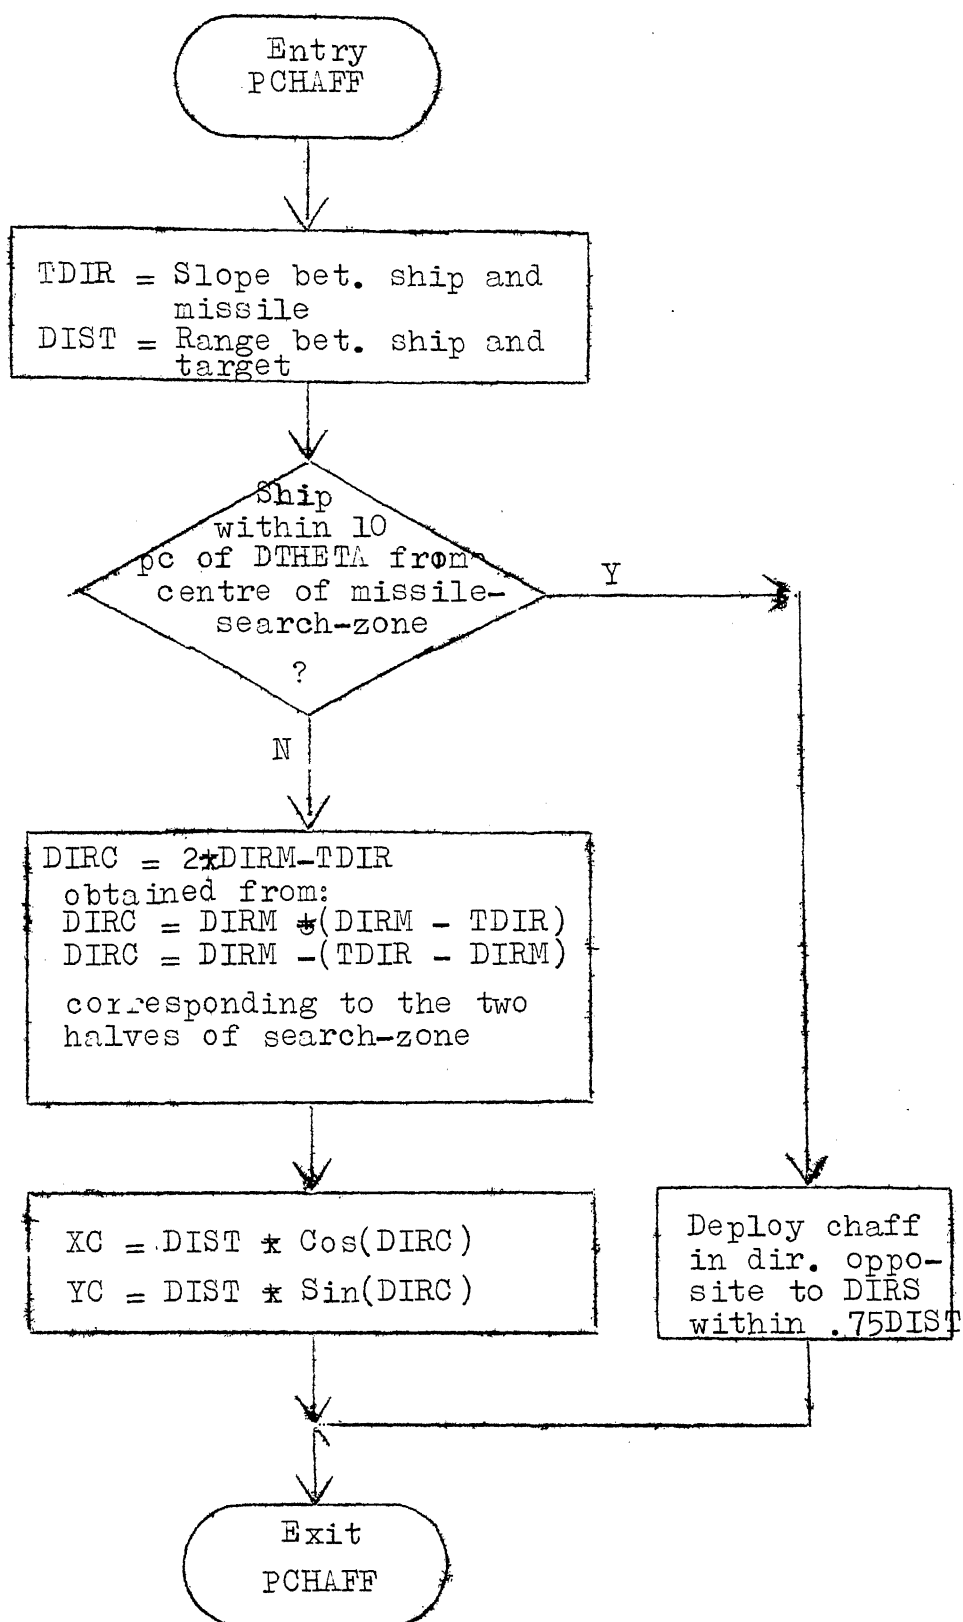 Entry
PCHAFF
TDIR = Slope bet. ship and
missile
DIST = Range bet. ship and
target
Ship
within 10
pc of DTHETA from
centre of missile-
search-zone
?
Y
N
DIRC = 2*DIRM-TDIR
obtained from:
DIRC = DIRM +(DIRM - TDIR)
DIRC = DIRM -(TDIR - DIRM)
corresponding to the two
halves of search-zone
XC = DIST * Cos(DIRC)
YC = DIST * Sin(DIRC)
Deploy chaff
in dir. oppo-
site to DIRS
within .75DIST
Exit
PCHAFF